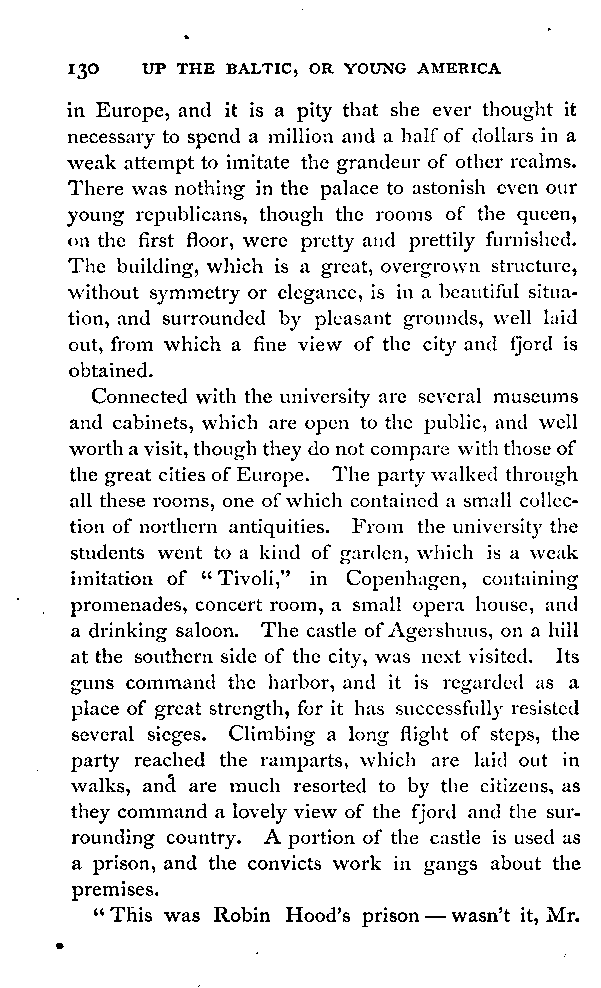 130 UP THE BALTIC, OR YOUNG AMERICA
in Europe, and it is a pity that she ever thought it
necessary to spend a million and a half of dollars in a
weak attempt to imitate the grandeur of other realms.
There was nothing in the palace to astonish even our
young republicans, though the rooms of the queen,
on the first floor, were pretty and prettily furnished.
The building, which is a great, overgrown structure,
without symmetry or elegance, is in a beautiful situa-
tion, and surrounded by pleasant grounds, well laid
out, from which a fine view of the city and fjord is
obtained.
Connected with the university are several museums
and cabinets, which are open to the public, and well
worth a visit, though they do not compare with those of
the great cities of Europe. The party walked through
all these rooms, one of which contained a small collec-
tion of northern antiquities. From the university the
students went to a kind of garden, which is a weak
imitation of “Tivoli,” in Copenhagen, containing
promenades, concert room, a small opera house, and
a drinking saloon. The castle of Agershuus, on a hill
at the southern side of the city, was next visited. Its
guns command the harbor, and it is regarded as a
place of great strength, for it has successfully resisted
several sieges. Climbing a long flight of steps, the
party reached the ramparts, which are laid out in
walks, and are much resorted to by the citizens, as
they command a lovely view of the fjord and the sur-
rounding country. A portion of the castle is used as
a prison, and the convicts work in gangs about the
premises.
“This was Robin Hood's prison — wasn't it, Mr.